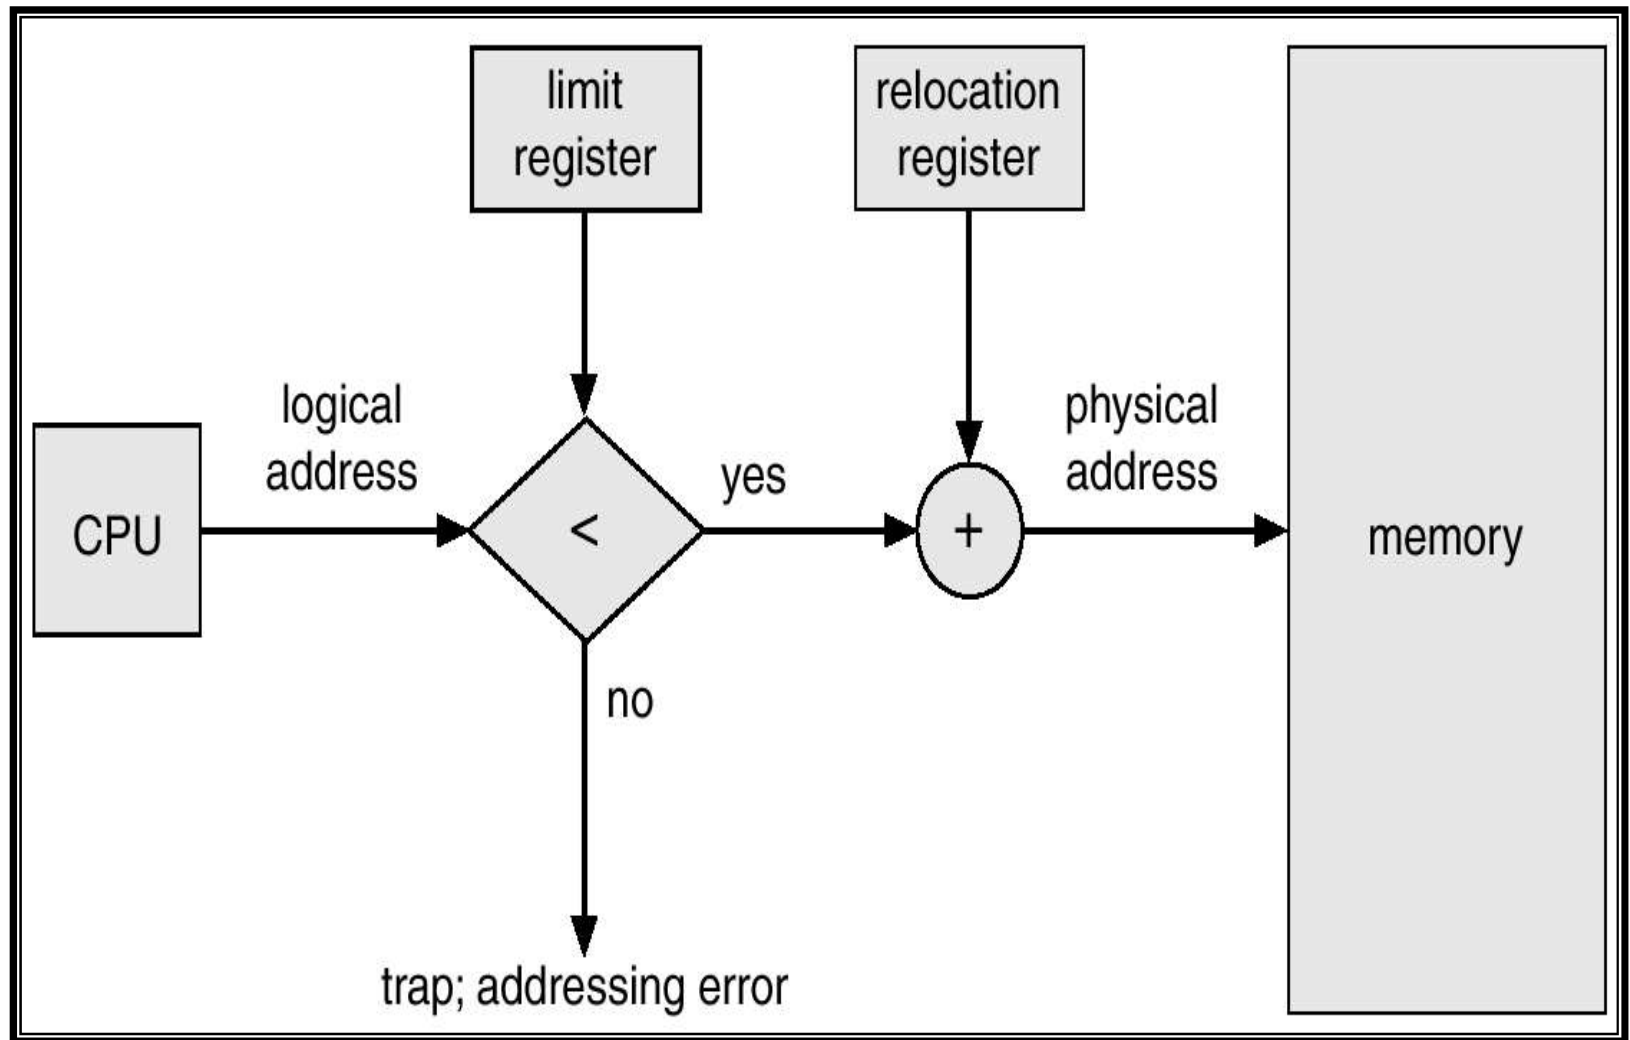 limit
register
relocation
register
logical
address
CPU
<
yes
+
physical
address
memory
no
trap; addressing error